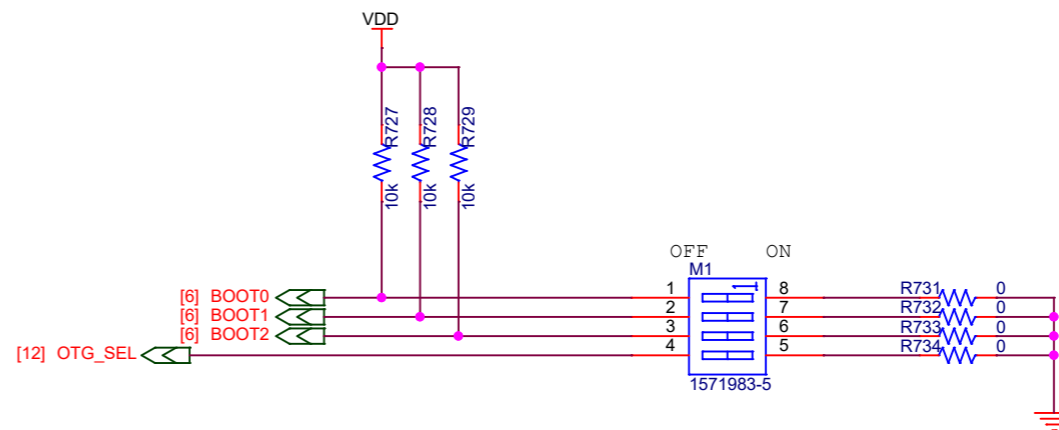 VDD
R727
R728
R729
10k
10k
10k
OFF ON
M1
[6] BOOT0
[6] BOOT1
[6] BOOT2
[12] OTG_SEL
1
2
3
4
1
8
7
6
5
1571983-5
R731 0
R732 0
R733 0
R734 0